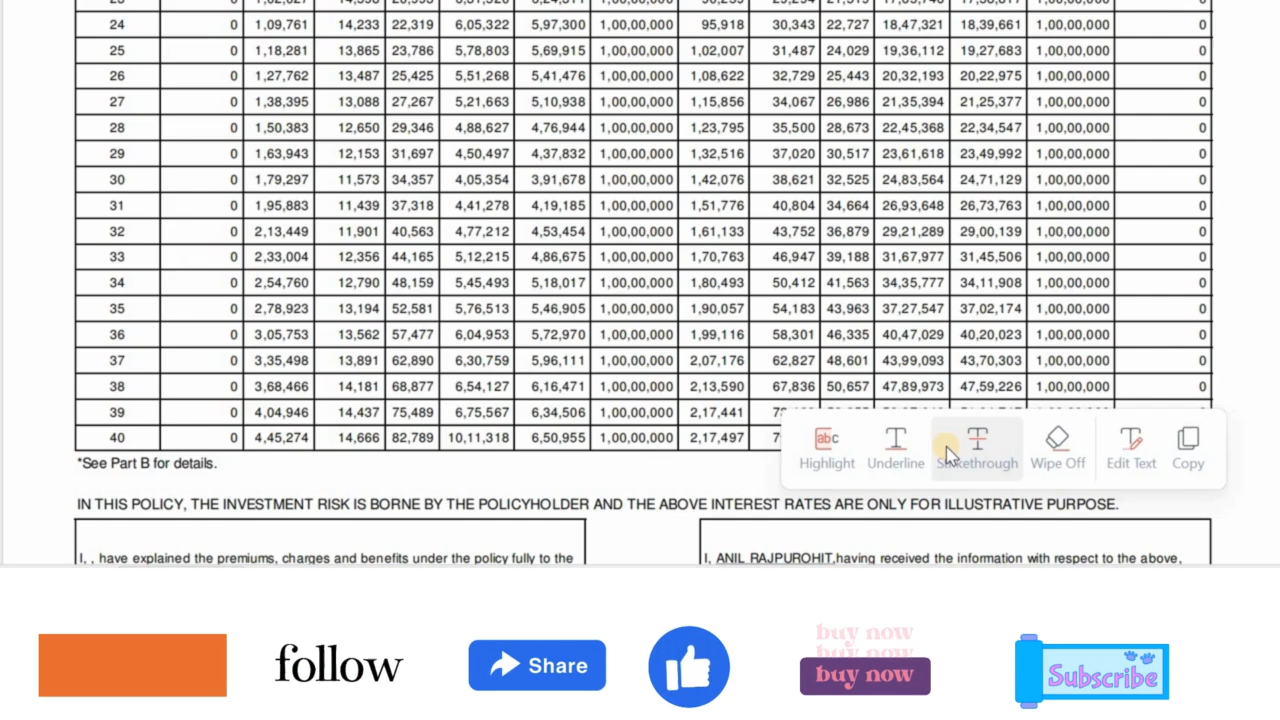 24 0 1,09,761 14,233 22,319 6,05,322 5,97,300 1,00,00,000 95,918 30,343 22,727 18,47,321 18,39,661 1,00,00,000 0
25 0 1,18,281 13,865 23,786 5,78,803 5,69,915 1,00,00,000 1,02,007 31,487 24,029 19,36,112 19,27,683 1,00,00,000 0
26 0 1,27,762 13,487 25,425 5,51,268 5,41,476 1,00,00,000 1,08,622 32,729 25,443 20,32,193 20,22,975 1,00,00,000 0
27 0 1,38,395 13,088 27,267 5,21,663 5,10,938 1,00,00,000 1,15,856 34,067 26,986 21,35,394 21,25,377 1,00,00,000 0
28 0 1,50,383 12,650 29,346 4,88,627 4,76,944 1,00,00,000 1,23,795 35,500 28,673 22,45,368 22,34,547 1,00,00,000 0
29 0 1,63,943 12,153 31,697 4,50,497 4,37,832 1,00,00,000 1,32,516 37,020 30,517 23,61,618 23,49,992 1,00,00,000 0
30 0 1,79,297 11,573 34,357 4,05,354 3,91,678 1,00,00,000 1,42,076 38,621 32,525 24,83,564 24,71,129 1,00,00,000 0
31 0 1,95,883 11,439 37,318 4,41,278 4,19,185 1,00,00,000 1,51,776 40,804 34,664 26,93,648 26,73,763 1,00,00,000 0
32 0 2,13,449 11,901 40,563 4,77,212 4,53,454 1,00,00,000 1,61,133 43,752 36,879 29,21,289 29,00,139 1,00,00,000 0
33 0 2,33,004 12,356 44,165 5,12,215 4,86,675 1,00,00,000 1,70,763 46,947 39,188 31,67,977 31,45,506 1,00,00,000 0
34 0 2,54,760 12,790 48,159 5,45,493 5,18,017 1,00,00,000 1,80,493 50,412 41,563 34,35,777 34,11,908 1,00,00,000 0
35 0 2,78,923 13,194 52,581 5,76,513 5,46,905 1,00,00,000 1,90,057 54,183 43,963 37,27,547 37,02,174 1,00,00,000 0
36 0 3,05,753 13,562 57,477 6,04,953 5,72,970 1,00,00,000 1,99,116 58,301 46,335 40,47,029 40,20,023 1,00,00,000 0
37 0 3,35,498 13,891 62,890 6,30,759 5,96,111 1,00,00,000 2,07,176 62,827 48,601 43,99,093 43,70,303 1,00,00,000 0
38 0 3,68,466 14,181 68,877 6,54,127 6,16,471 1,00,00,000 2,13,590 67,836 50,657 47,89,973 47,59,226 1,00,00,000 0
39 0 4,04,946 14,437 75,489 6,75,567 6,34,506 1,00,00,000 2,17,441
40 0 4,45,274 14,666 82,789 10,11,318 6,50,955 1,00,00,000 2,17,497
Highlight Underline Strikethrough Wipe Off Edit Text Copy
*See Part B for details.
IN THIS POLICY, THE INVESTMENT RISK IS BORNE BY THE POLICYHOLDER AND THE ABOVE INTEREST RATES ARE ONLY FOR ILLUSTRATIVE PURPOSE.
I, , have explained the premiums, charges and benefits under the policy fully to the
I, ANIL RAJPUROHIT,having received the information with respect to the above,
follow
Share
buy now
buy now
buy now
Subscribe